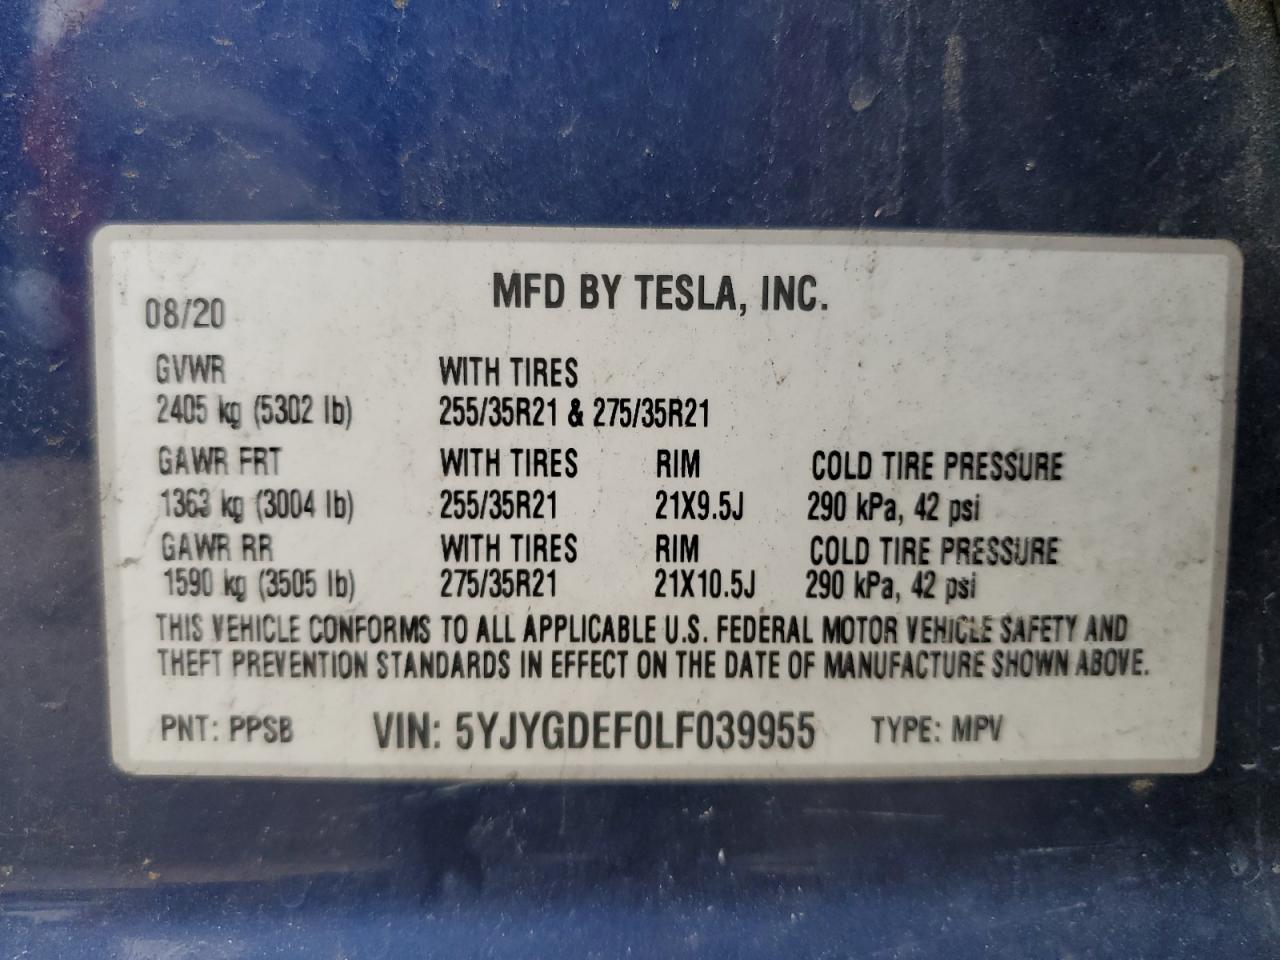 MFD BY TESLA, INC.
08/20
GVWR WITH TIRES
2405 kg (5302 lb) 255/35R21 & 275/35R21
GAWR FRT WITH TIRES RIM COLD TIRE PRESSURE
1363 kg (3004 lb) 255/35R21 21X9.5J 290 kPa, 42 psi
GAWR RR WITH TIRES RIM COLD TIRE PRESSURE
1590 kg (3505 lb) 275/35R21 21X10.5J 290 kPa, 42 psi
THIS VEHICLE CONFORMS TO ALL APPLICABLE U.S. FEDERAL MOTOR VEHICLE SAFETY AND
THEFT PREVENTION STANDARDS IN EFFECT ON THE DATE OF MANUFACTURE SHOWN ABOVE.
PNT: PPSB VIN: 5YJYGDEF0LF039955 TYPE: MPV